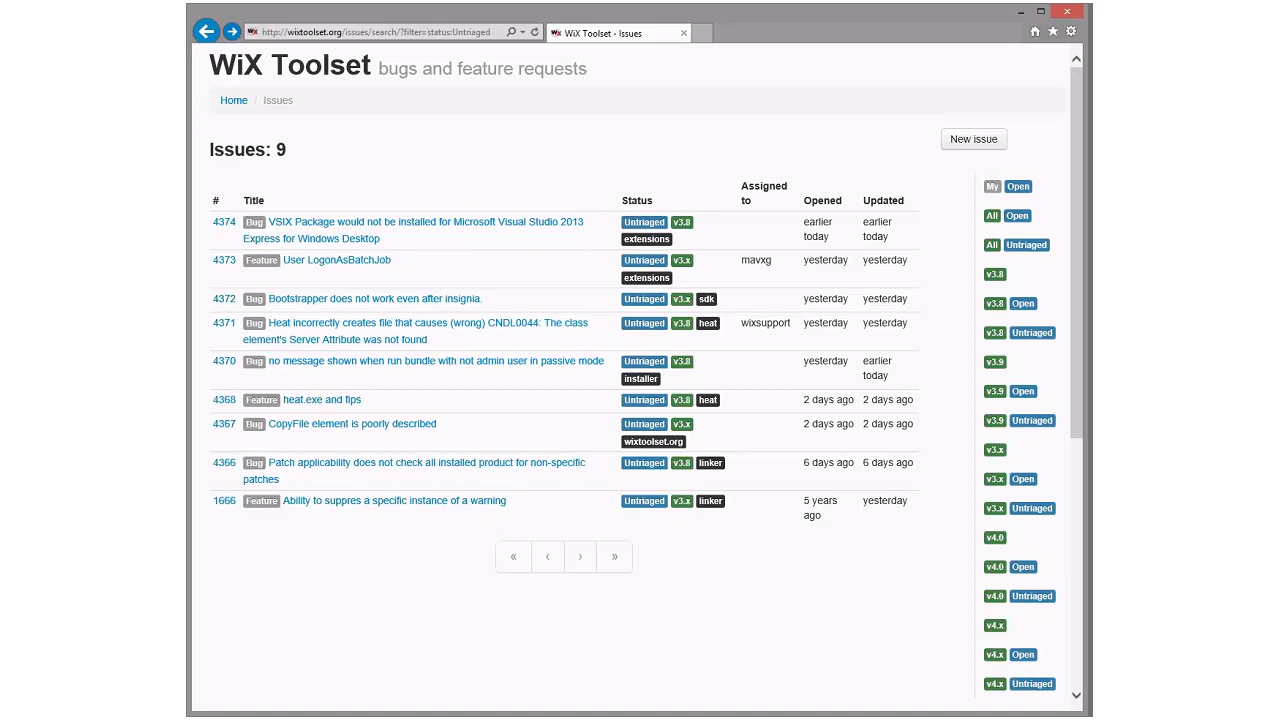 http://wixtoolset.org/issues/search/?filter=status:Untriaged
WiX Toolset - Issues
WiX Toolset bugs and feature requests
Home / Issues
Issues: 9
New issue
# Title Status Assigned to Opened Updated
4374 Bug VSIX Package would not be installed for Microsoft Visual Studio 2013 Untriaged v3.8 earlier earlier
Express for Windows Desktop extensions today today
4373 Feature User LogonAsBatchJob Untriaged v3.x mavxg yesterday yesterday
extensions
4372 Bug Bootstrapper does not work even after insignia. Untriaged v3.x sdk yesterday yesterday
4371 Bug Heat incorrectly creates file that causes (wrong) CNDL0044: The class Untriaged v3.8 heat wixsupport yesterday yesterday
element's Server Attribute was not found
4370 Bug no message shown when run bundle with not admin user in passive mode Untriaged v3.8 yesterday earlier
installer today
4368 Feature heat.exe and fips Untriaged v3.8 heat 2 days ago 2 days ago
4367 Bug CopyFile element is poorly described Untriaged v3.x 2 days ago 2 days ago
wixtoolset.org
4366 Bug Patch applicability does not check all installed product for non-specific Untriaged v3.8 linker 6 days ago 6 days ago
patches
1666 Feature Ability to suppres a specific instance of a warning Untriaged v3.x linker 5 years yesterday
ago
« ‹ › »
My Open
All Open
All Untriaged
v3.8
v3.8 Open
v3.8 Untriaged
v3.9
v3.9 Open
v3.9 Untriaged
v3.x
v3.x Open
v3.x Untriaged
v4.0
v4.0 Open
v4.0 Untriaged
v4.x
v4.x Open
v4.x Untriaged